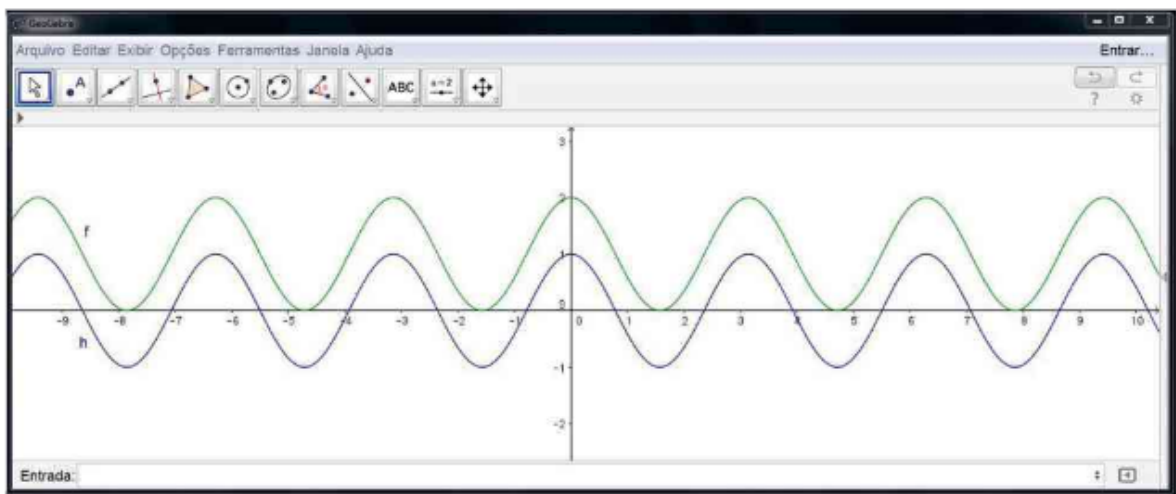 GeoGebra
Arquivo Editar Exibir Opções Ferramentas Janela Ajuda
Entrar...
A
ABC
a=2
?
3
2
f
1
0
-9 -8 -7 -6 -5 -4 -3 -2 -1 0 1 2 3 4 5 6 7 8 9 10
h
-1
-2
Entrada: